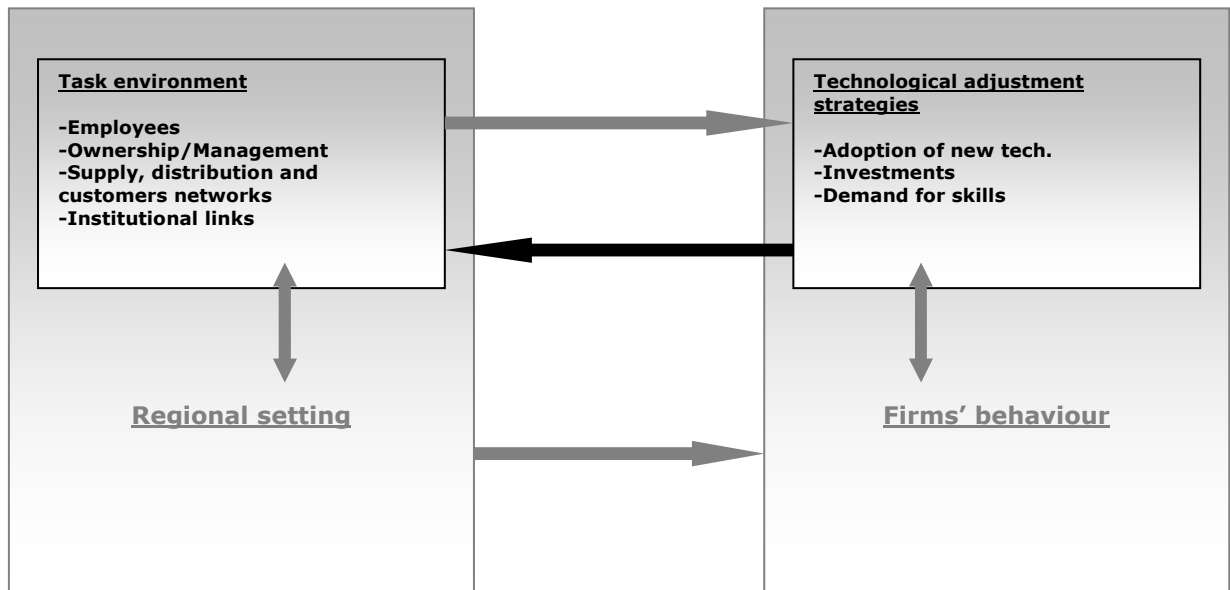 Task environment
-Employees
-Ownership/Management
-Supply, distribution and
customers networks
-Institutional links
Technological adjustment
strategies
-Adoption of new tech.
-Investments
-Demand for skills
Regional setting
Firms’ behaviour